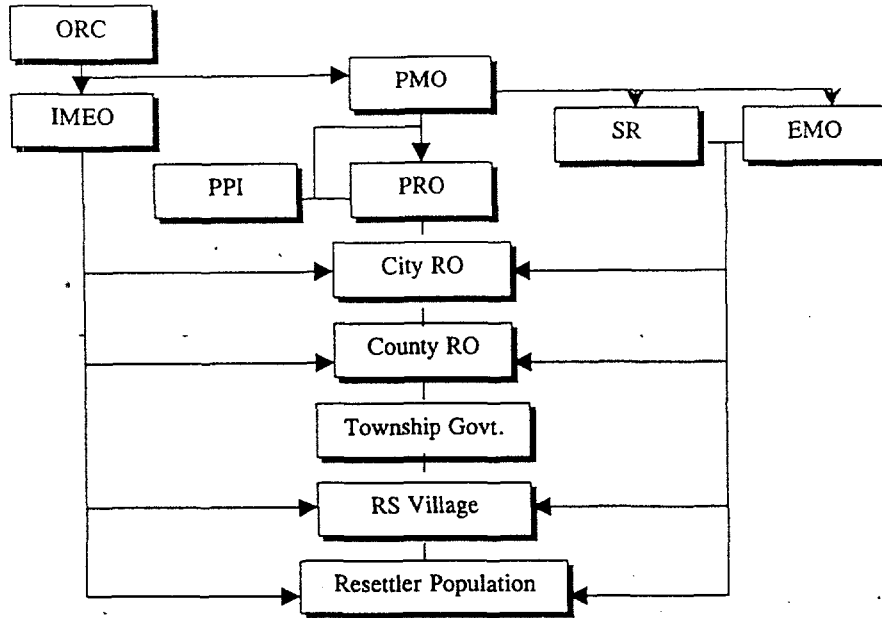 ORC
PMO
IMEO
SR
EMO
PPI
PRO
City RO
County RO
Township Govt.
RS Village
Resettler Population